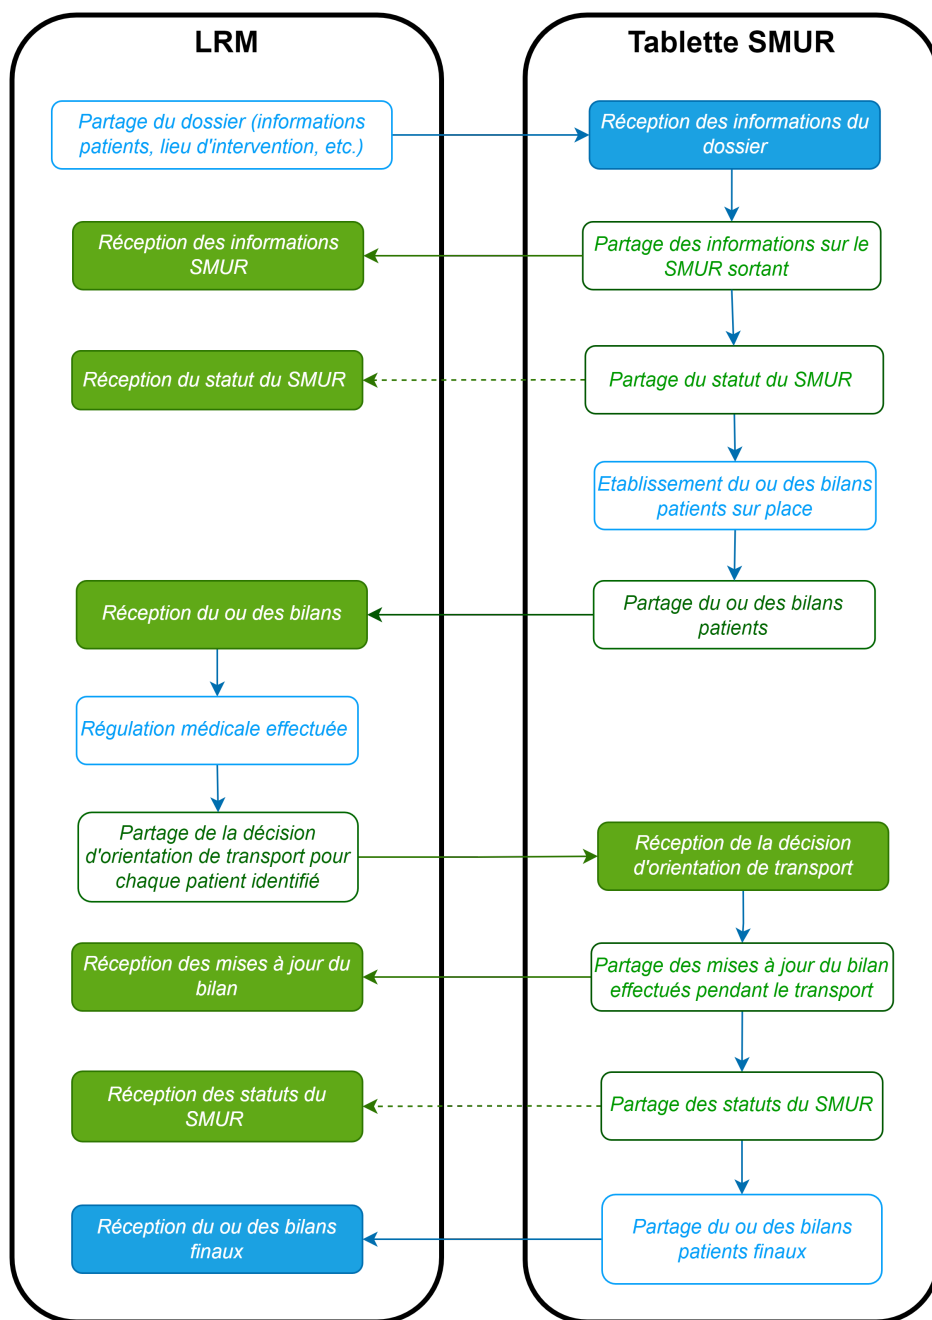 LRM
Tablette SMUR
Partage du dossier (informations
patients, lieu d'intervention, etc.)
Réception des informations du
dossier
Réception des informations
SMUR
Partage des informations sur le
SMUR sortant
Réception du statut du SMUR
Partage du statut du SMUR
Etablissement du ou des bilans
patients sur place
Réception du ou des bilans
Partage du ou des bilans
patients
Régulation médicale effectuée
Partage de la décision
d'orientation de transport pour
chaque patient identifié
Réception de la décision
d'orientation de transport
Réception des mises à jour du
bilan
Partage des mises à jour du bilan
effectués pendant le transport
Réception des statuts du
SMUR
Partage des statuts du SMUR
Réception du ou des bilans
finaux
Partage du ou des bilans
patients finaux